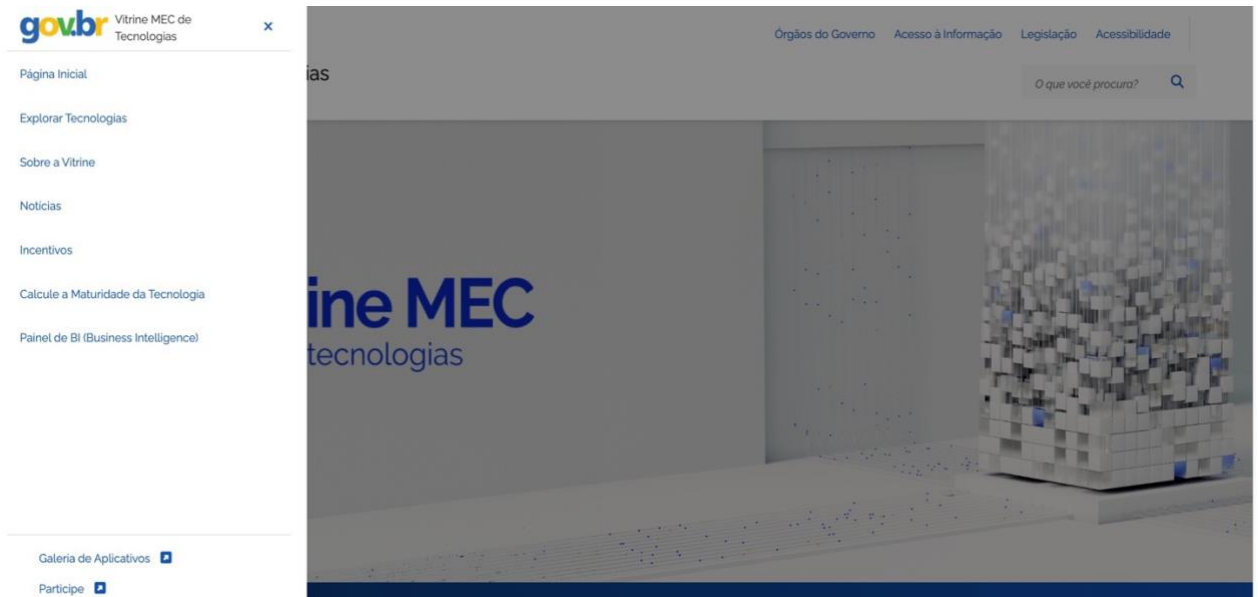 gov.br
Vitrine MEC de
Tecnologias
Página Inicial
Explorar Tecnologias
Sobre a Vitrine
Notícias
Incentivos
Calcule a Maturidade da Tecnologia
Painel de BI (Business Intelligence)
Galeria de Aplicativos
Participe
Órgãos do Governo Acesso à Informação Legislação Acessibilidade
ias
O que você procura?
ine MEC
tecnologias